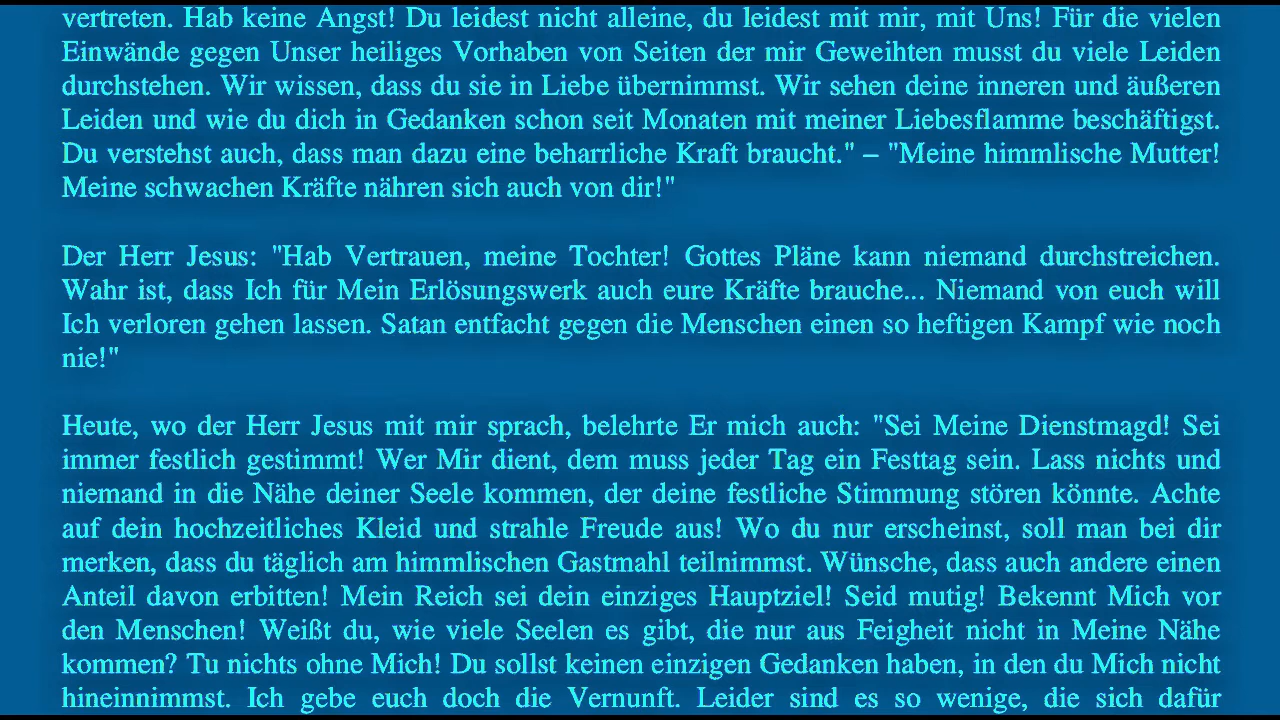 vertreten. Hab keine Angst! Du leidest nicht alleine, du leidest mit mir, mit Uns! Für die vielen
Einwände gegen Unser heiliges Vorhaben von Seiten der mir Geweihten musst du viele Leiden
durchstehen. Wir wissen, dass du sie in Liebe übernimmst. Wir sehen deine inneren und äußeren
Leiden und wie du dich in Gedanken schon seit Monaten mit meiner Liebesflamme beschäftigst.
Du verstehst auch, dass man dazu eine beharrliche Kraft braucht." – "Meine himmlische Mutter!
Meine schwachen Kräfte nähren sich auch von dir!"
Der Herr Jesus: "Hab Vertrauen, meine Tochter! Gottes Pläne kann niemand durchstreichen.
Wahr ist, dass Ich für Mein Erlösungswerk auch eure Kräfte brauche... Niemand von euch will
Ich verloren gehen lassen. Satan entfacht gegen die Menschen einen so heftigen Kampf wie noch
nie!"
Heute, wo der Herr Jesus mit mir sprach, belehrte Er mich auch: "Sei Meine Dienstmagd! Sei
immer festlich gestimmt! Wer Mir dient, dem muss jeder Tag ein Festtag sein. Lass nichts und
niemand in die Nähe deiner Seele kommen, der deine festliche Stimmung stören könnte. Achte
auf dein hochzeitliches Kleid und strahle Freude aus! Wo du nur erscheinst, soll man bei dir
merken, dass du täglich am himmlischen Gastmahl teilnimmst. Wünsche, dass auch andere einen
Anteil davon erbitten! Mein Reich sei dein einziges Hauptziel! Seid mutig! Bekennt Mich vor
den Menschen! Weißt du, wie viele Seelen es gibt, die nur aus Feigheit nicht in Meine Nähe
kommen? Tu nichts ohne Mich! Du sollst keinen einzigen Gedanken haben, in den du Mich nicht
hineinnimmst. Ich gebe euch doch die Vernunft. Leider sind es so wenige, die sich dafür